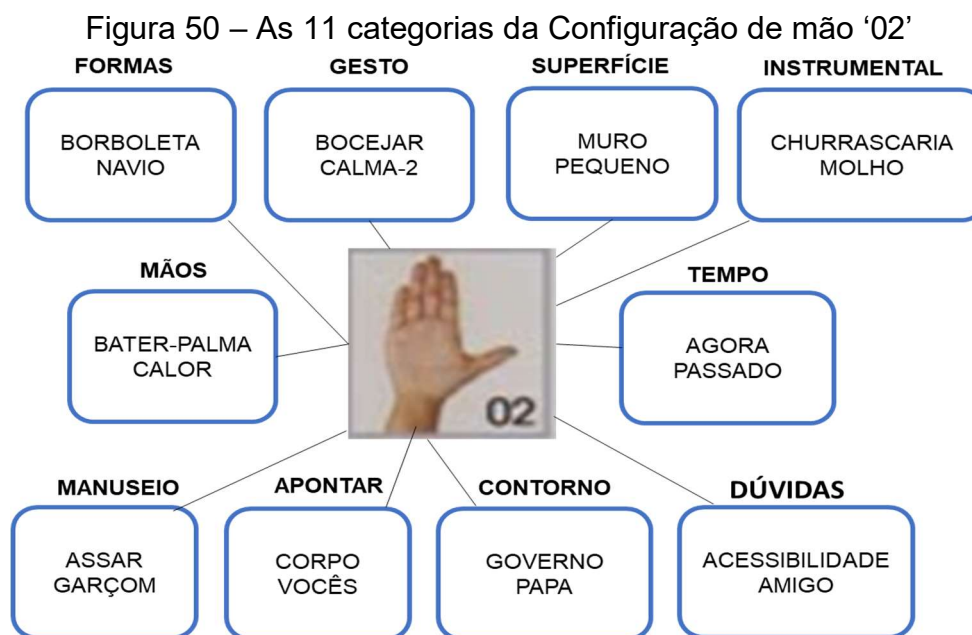 Figura 50 – As 11 categorias da Configuração de mão ‘02’
FORMAS
BORBOLETA
NAVIO
GESTO
BOCEJAR
CALMA-2
SUPERFÍCIE
MURO
PEQUENO
INSTRUMENTAL
CHURRASCARIA
MOLHO
MÃOS
BATER-PALMA
CALOR
02
TEMPO
AGORA
PASSADO
MANUSEIO
ASSAR
GARÇOM
APONTAR
CORPO
VOCÊS
CONTORNO
GOVERNO
PAPA
DÚVIDAS
ACESSIBILIDADE
AMIGO